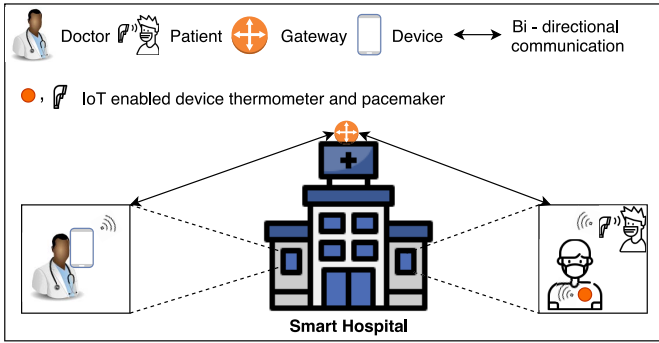 Doctor Patient Gateway Device Bi - directional
communication
, IoT enabled device thermometer and pacemaker
Smart Hospital